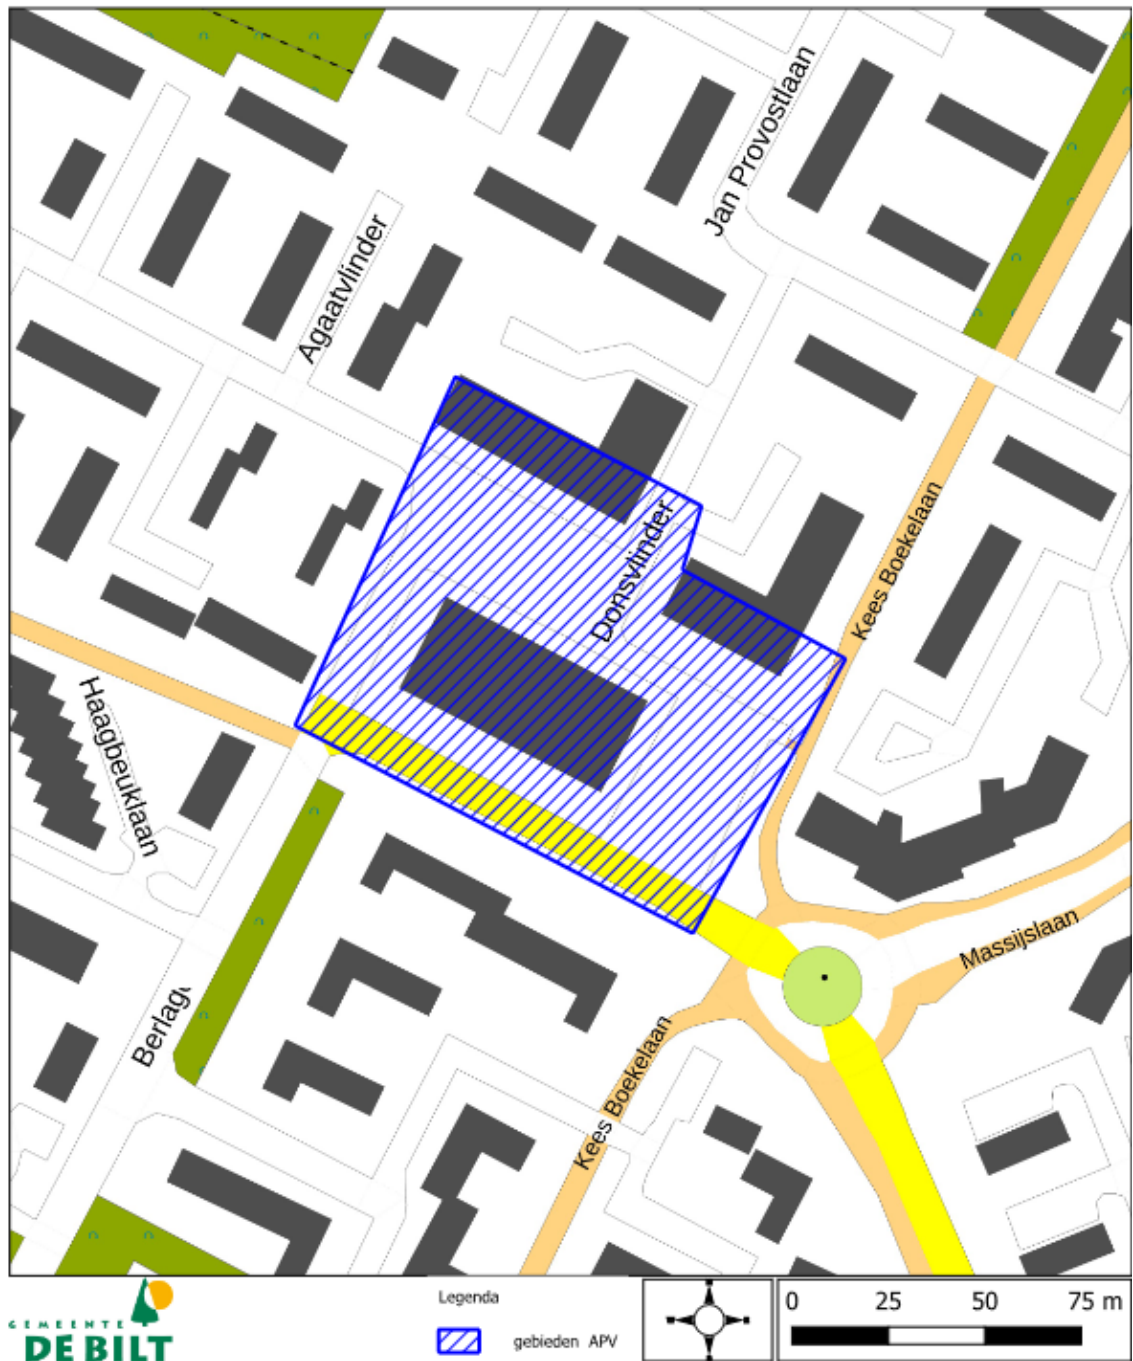 Jan Provostlaan
Agaatvlinder
Donsvlinder
Kees Boekelaan
Haagbeuklaan
Massijslaan
Berlage
Kees Boekelaan
GEMEENTE
DE BILT
Legenda
gebieden APV
0 25 50 75 m